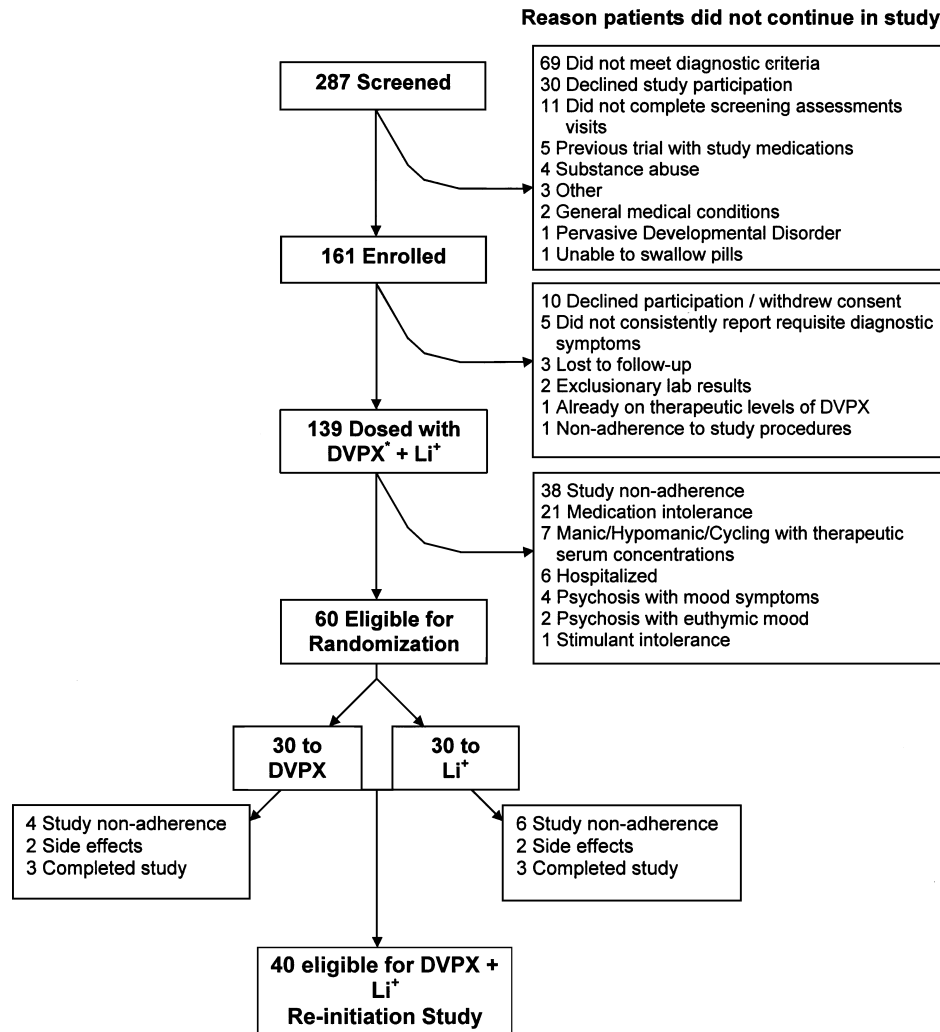 Reason patients did not continue in study
287 Screened
69 Did not meet diagnostic criteria
30 Declined study participation
11 Did not complete screening assessments
visits
5 Previous trial with study medications
4 Substance abuse
3 Other
2 General medical conditions
1 Pervasive Developmental Disorder
1 Unable to swallow pills
161 Enrolled
10 Declined participation / withdrew consent
5 Did not consistently report requisite diagnostic
symptoms
3 Lost to follow-up
2 Exclusionary lab results
1 Already on therapeutic levels of DVPX
1 Non-adherence to study procedures
139 Dosed with
DVPX* + Li+
38 Study non-adherence
21 Medication intolerance
7 Manic/Hypomanic/Cycling with therapeutic
serum concentrations
6 Hospitalized
4 Psychosis with mood symptoms
2 Psychosis with euthymic mood
1 Stimulant intolerance
60 Eligible for
Randomization
30 to
DVPX
30 to
Li+
4 Study non-adherence
2 Side effects
3 Completed study
6 Study non-adherence
2 Side effects
3 Completed study
40 eligible for DVPX +
Li+
Re-initiation Study